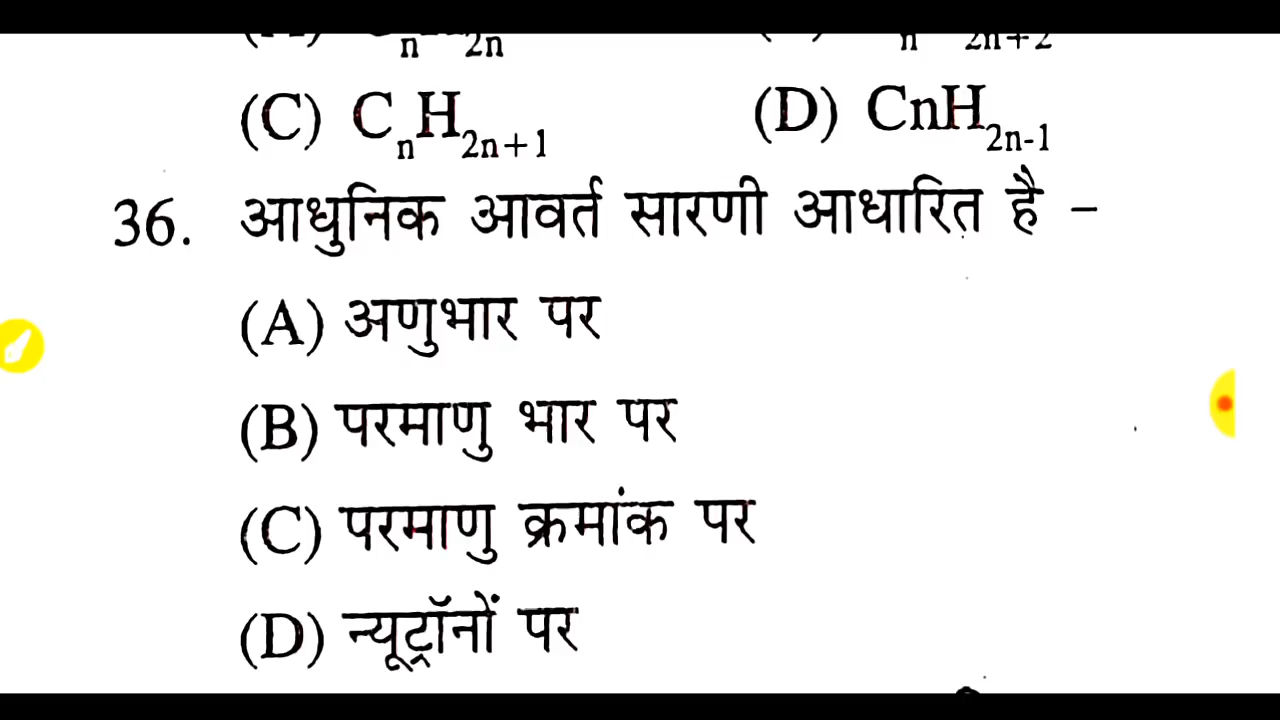 (C) CₙH₂ₙ₊₁ (D) CnH₂ₙ₋₁
36. आधुनिक आवर्त सारणी आधारित है –
(A) अणुभार पर
(B) परमाणु भार पर
(C) परमाणु क्रमांक पर
(D) न्यूट्रॉनों पर